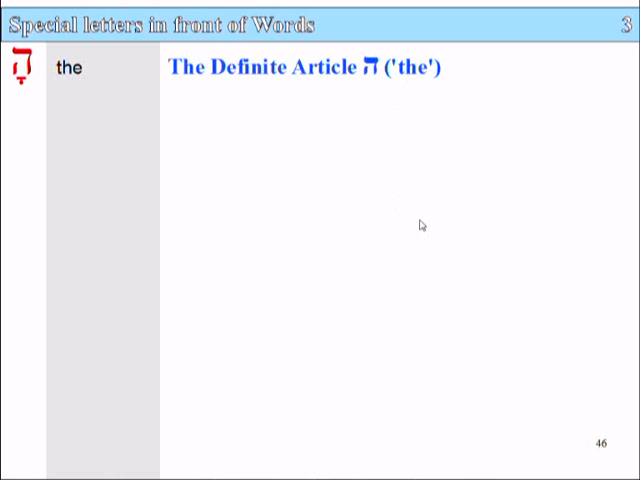 Special letters in front of Words 3
הָ the The Definite Article ה ('the')
46